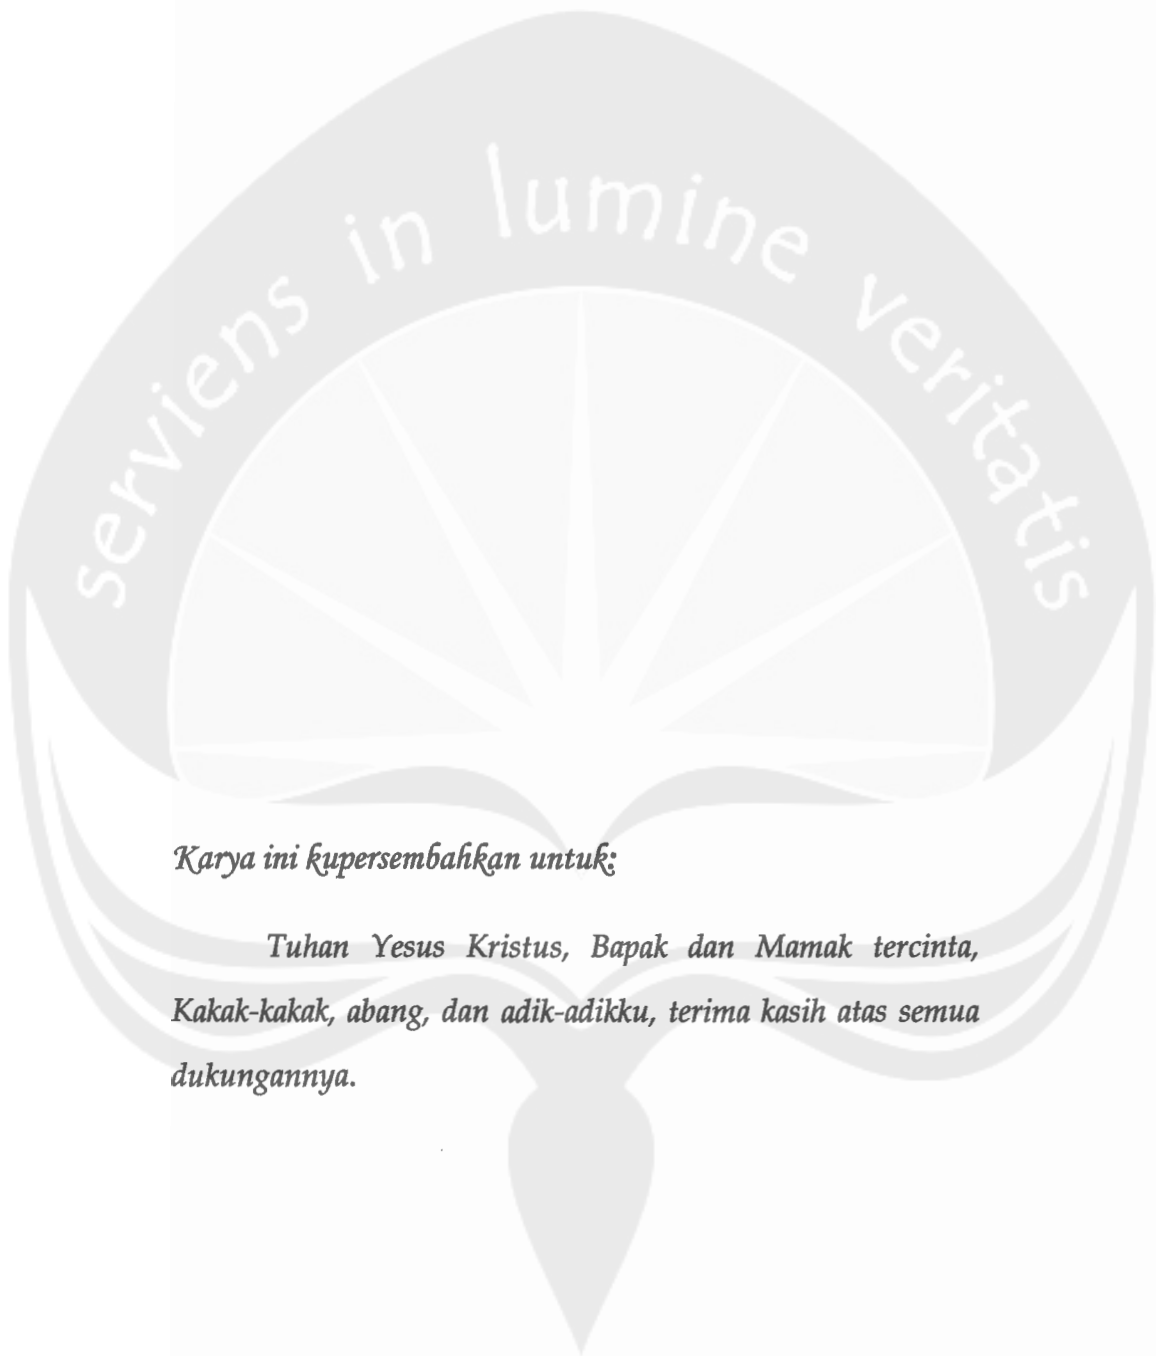 serviens in lumine veritatis
Karya ini kupersembahkan untuk:
Tuhan Yesus Kristus, Bapak dan Mamak tercinta,
Kakak-kakak, abang, dan adik-adikku, terima kasih atas semua
dukungannya.